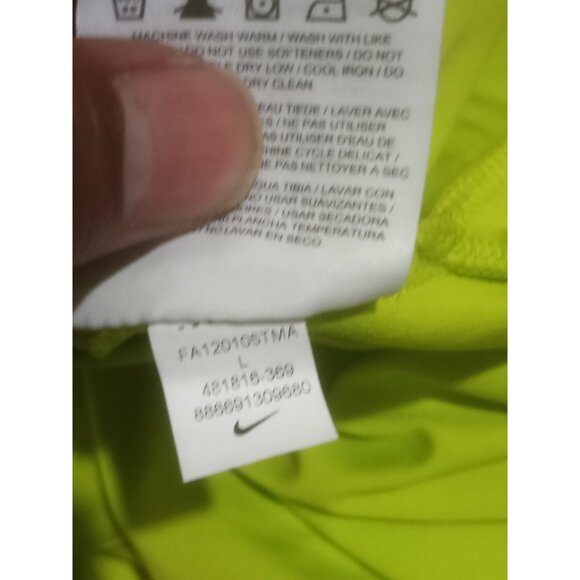 MACHINE WASH WARM / WASH WITH LIKE
DO NOT USE SOFTENERS / DO NOT
DRY LOW / COOL IRON / DO
DRY CLEAN
EAU TIEDE / LAVER AVEC
S / NE PAS UTILISER
UTILISER D'EAU DE
CYCLE DELICAT /
NE PAS NETTOYER A SEC
AGUA TIBIA / LAVAR CON
NO USAR SUAVIZANTES /
USAR SECADORA
PLANCHA TEMPERATURA
NO LAVAR EN SECO
FA120105TMA
L
481816-369
886691309680